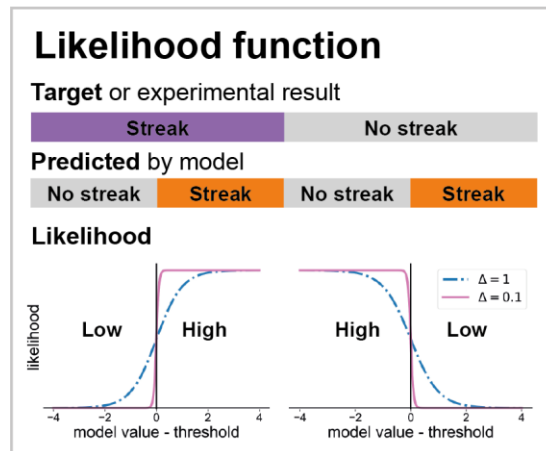 Likelihood function
Target or experimental result
Streak No streak
Predicted by model
No streak Streak No streak Streak
Likelihood
Δ = 1
Δ = 0.1
Low High High Low
likelihood
−4 −2 0 2 4 −4 −2 0 2 4
model value - threshold model value - threshold